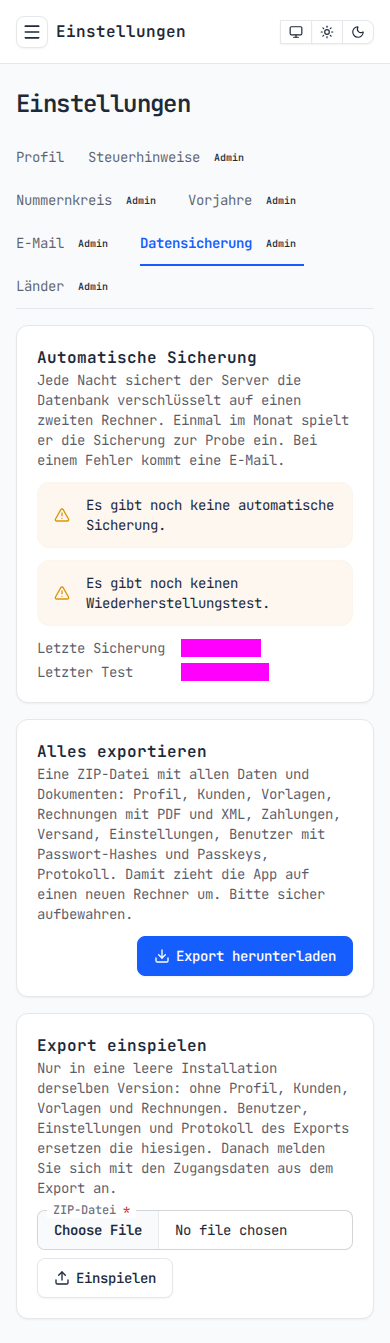 Einstellungen
Einstellungen
Profil Steuerhinweise Admin
Nummernkreis Admin Vorjahre Admin
E-Mail Admin Datensicherung Admin
Länder Admin
Automatische Sicherung
Jede Nacht sichert der Server die
Datenbank verschlüsselt auf einen
zweiten Rechner. Einmal im Monat spielt
er die Sicherung zur Probe ein. Bei
einem Fehler kommt eine E-Mail.
Es gibt noch keine automatische
Sicherung.
Es gibt noch keinen
Wiederherstellungstest.
Letzte Sicherung
Letzter Test
Alles exportieren
Eine ZIP-Datei mit allen Daten und
Dokumenten: Profil, Kunden, Vorlagen,
Rechnungen mit PDF und XML, Zahlungen,
Versand, Einstellungen, Benutzer mit
Passwort-Hashes und Passkeys,
Protokoll. Damit zieht die App auf
einen neuen Rechner um. Bitte sicher
aufbewahren.
Export herunterladen
Export einspielen
Nur in eine leere Installation
derselben Version: ohne Profil, Kunden,
Vorlagen und Rechnungen. Benutzer,
Einstellungen und Protokoll des Exports
ersetzen die hiesigen. Danach melden
Sie sich mit den Zugangsdaten aus dem
Export an.
ZIP-Datei *
Choose File No file chosen
Einspielen